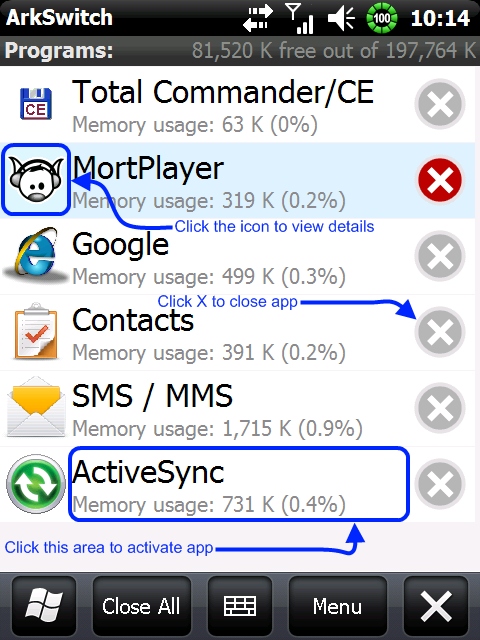 ArkSwitch 100 10:14
Programs: 81,520 K free out of 197,764 K
CE
Total Commander/CE
Memory usage: 63 K (0%)
MortPlayer
Memory usage: 319 K (0.2%)
Click the icon to view details
Google
Memory usage: 499 K (0.3%)
Click X to close app
Contacts
Memory usage: 391 K (0.2%)
SMS / MMS
Memory usage: 1,715 K (0.9%)
ActiveSync
Memory usage: 731 K (0.4%)
Click this area to activate app
Close All Menu